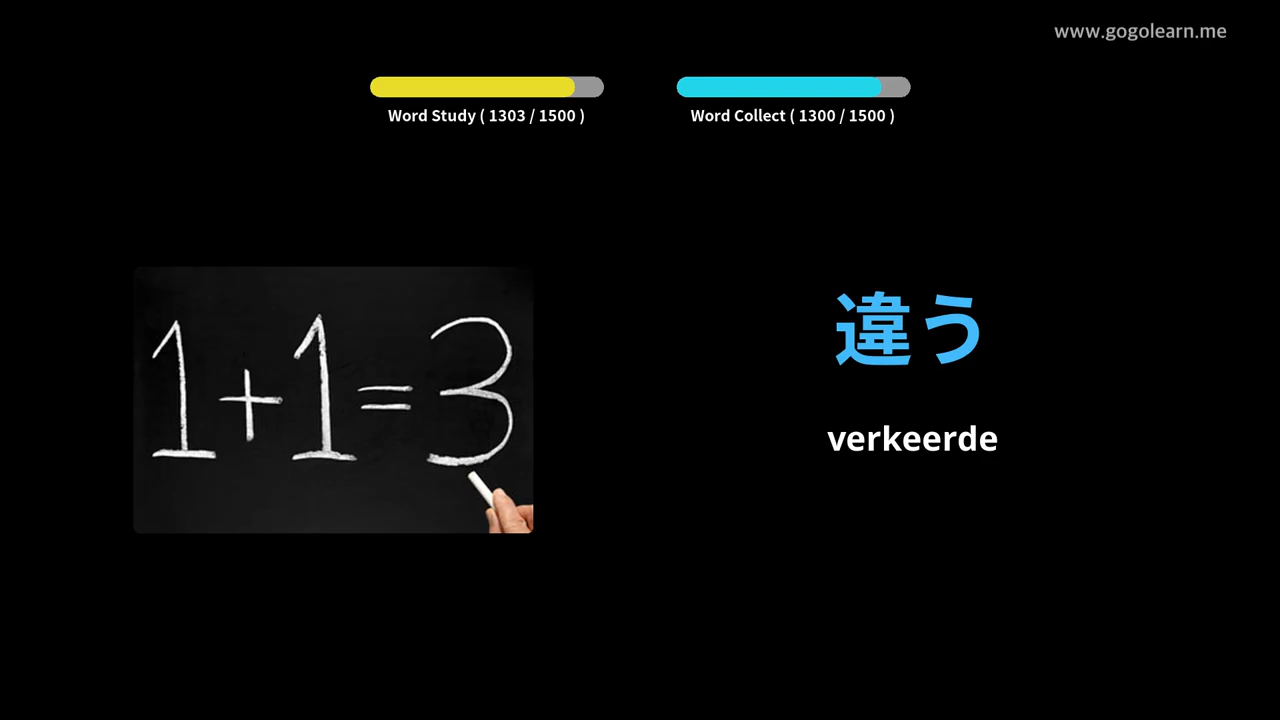 www.gogolearn.me
Word Study ( 1303 / 1500 )
Word Collect ( 1300 / 1500 )
1+1=3
違う
verkeerde